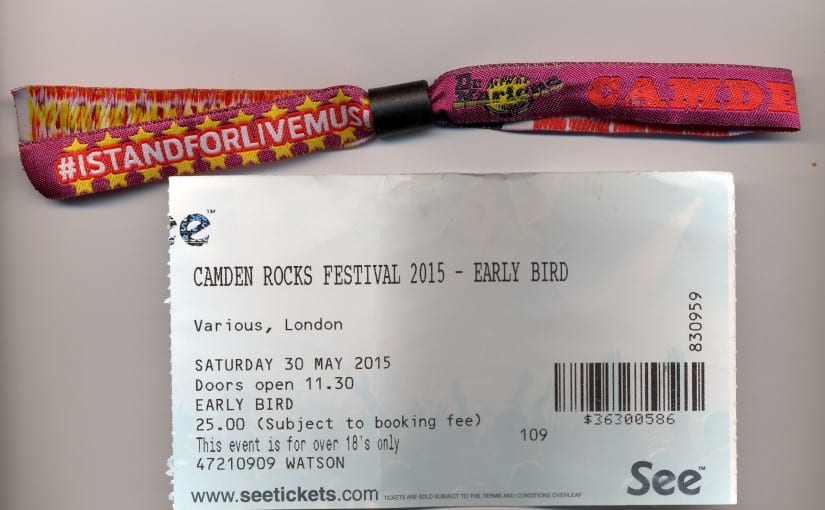 #ISTANDFORLIVEMUS
Dr. Martens
CAMDE
ee™
CAMDEN ROCKS FESTIVAL 2015 - EARLY BIRD
Various, London
SATURDAY 30 MAY 2015
Doors open 11.30
EARLY BIRD
25.00 (Subject to booking fee)
This event is for over 18's only
47210909 WATSON
109
830959
$36300586
www.seetickets.com
TICKETS ARE SOLD SUBJECT TO THE TERMS AND CONDITIONS OVERLEAF
See™